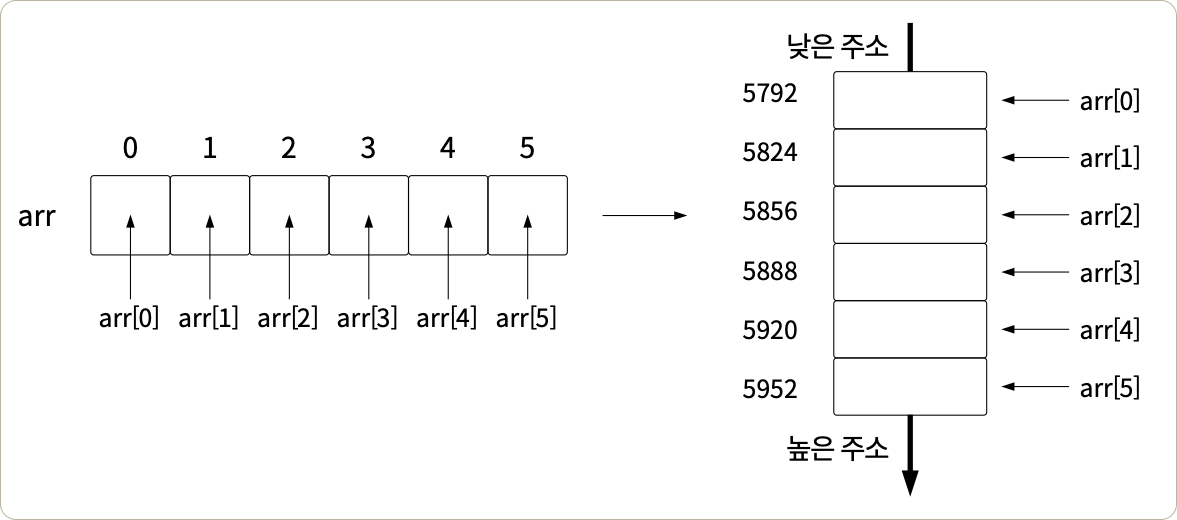 0 1 2 3 4 5
arr
arr[0] arr[1] arr[2] arr[3] arr[4] arr[5]
낮은 주소
5792 arr[0]
5824 arr[1]
5856 arr[2]
5888 arr[3]
5920 arr[4]
5952 arr[5]
높은 주소